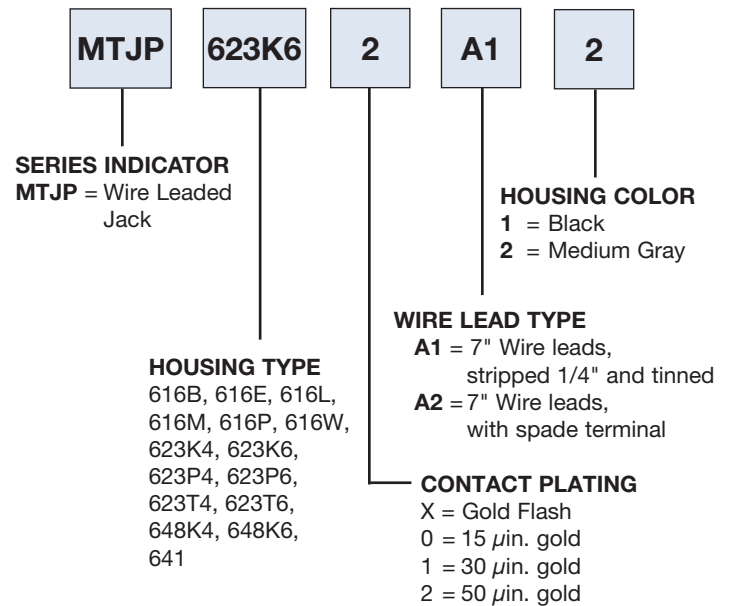 MTJP 623K6 2 A1 2
SERIES INDICATOR
MTJP = Wire Leaded
Jack
HOUSING COLOR
1 = Black
2 = Medium Gray
WIRE LEAD TYPE
A1 = 7" Wire leads,
stripped 1/4" and tinned
A2 = 7" Wire leads,
with spade terminal
HOUSING TYPE
616B, 616E, 616L,
616M, 616P, 616W,
623K4, 623K6,
623P4, 623P6,
623T4, 623T6,
648K4, 648K6,
641
CONTACT PLATING
X = Gold Flash
0 = 15 µin. gold
1 = 30 µin. gold
2 = 50 µin. gold